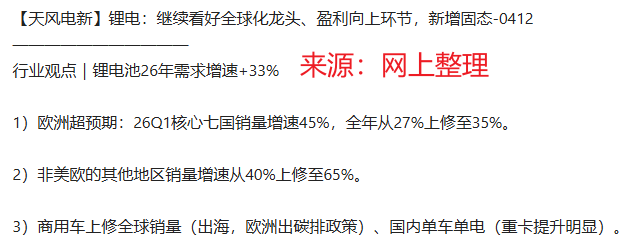 【天风电新】锂电：继续看好全球化龙头、盈利向上环节，新增固态-0412
———————————
行业观点｜锂电池26年需求增速+33%
来源：网上整理
1）欧洲超预期：26Q1核心七国销量增速45%，全年从27%上修至35%。
2）非美欧的其他地区销量增速从40%上修至65%。
3）商用车上修全球销量（出海，欧洲出碳排政策）、国内单车单电（重卡提升明显）。